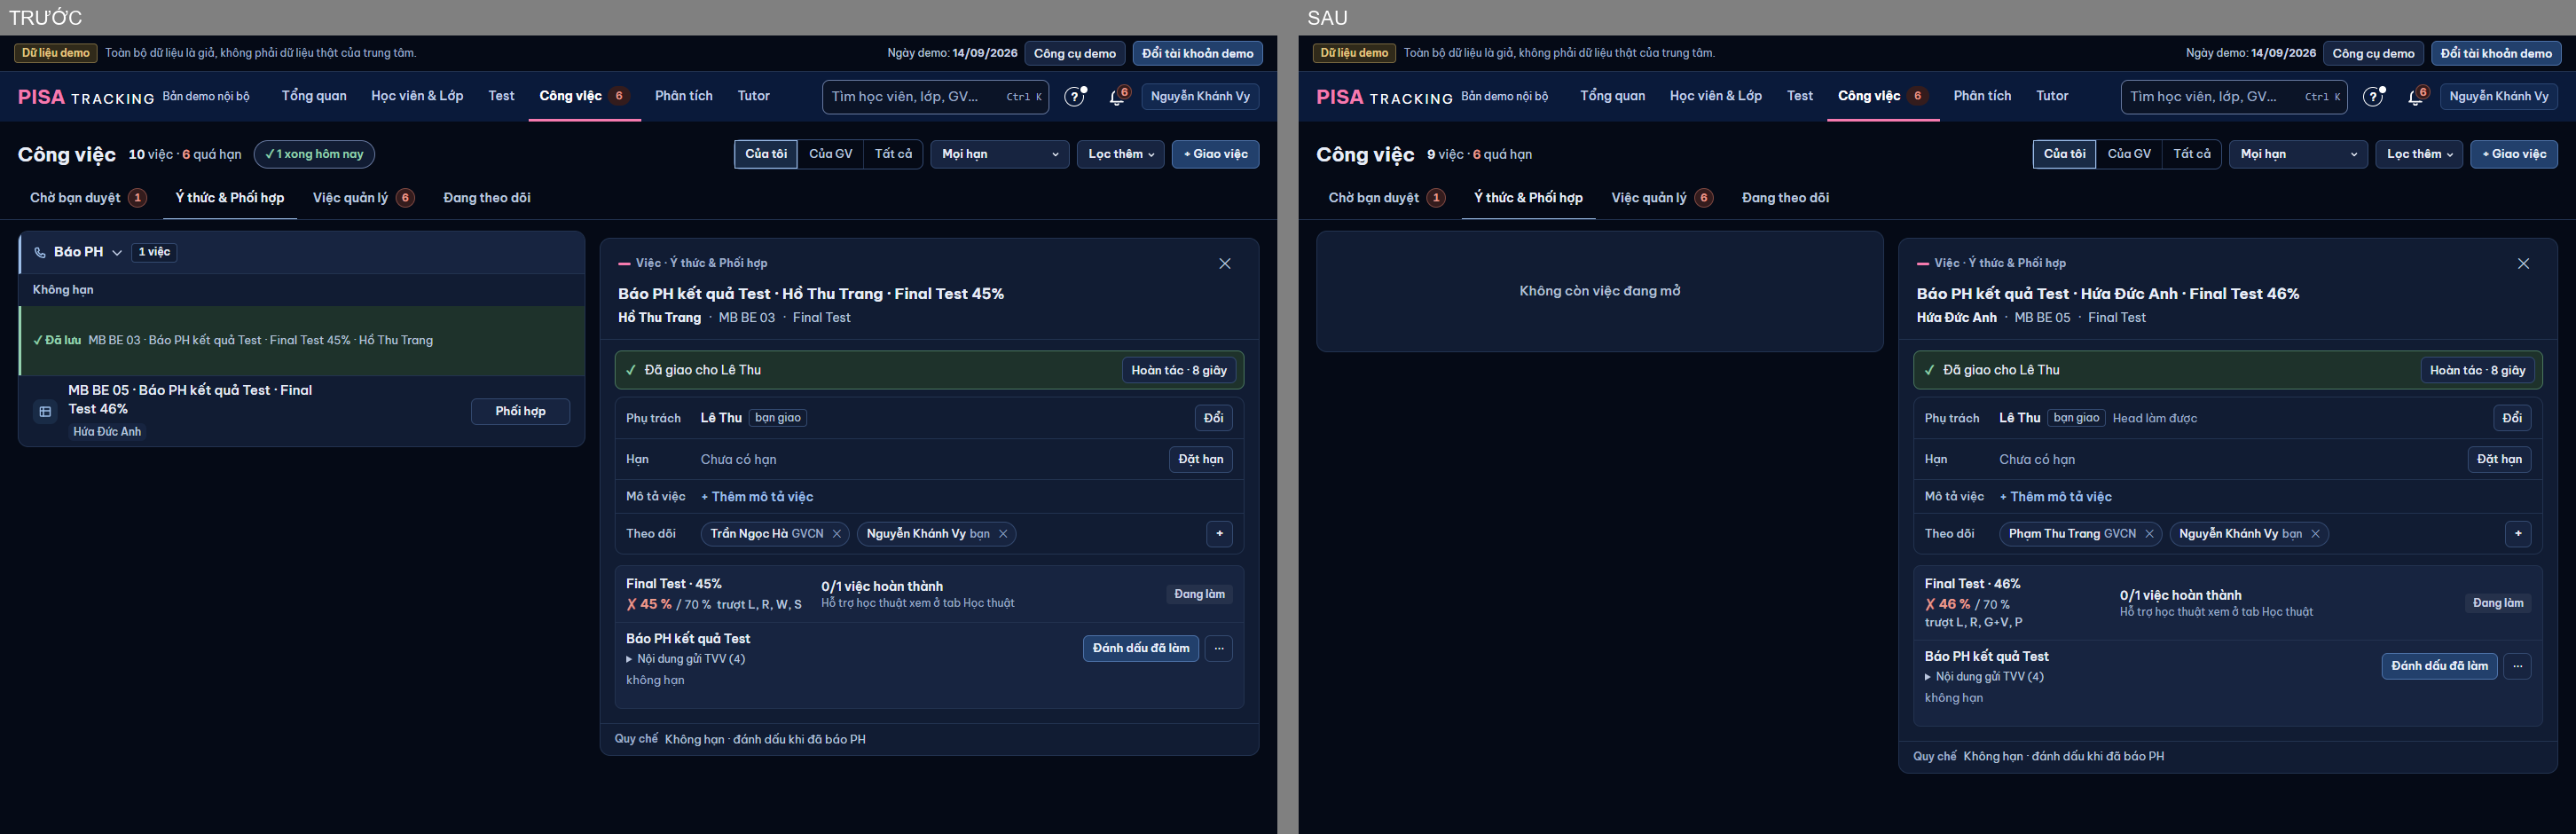 TRƯỚC
Dữ liệu demo Toàn bộ dữ liệu là giả, không phải dữ liệu thật của trung tâm. Ngày demo: 14/09/2026 Công cụ demo Đổi tài khoản demo
PISA TRACKING Bản demo nội bộ Tổng quan Học viên & Lớp Test Công việc 6 Phân tích Tutor Tìm học viên, lớp, GV... Ctrl K ? 6 Nguyễn Khánh Vy
Công việc 10 việc · 6 quá hạn ✓ 1 xong hôm nay Của tôi Của GV Tất cả Mọi hạn Lọc thêm + Giao việc
Chờ bạn duyệt 1 Ý thức & Phối hợp Việc quản lý 6 Đang theo dõi
Báo PH 1 việc
Không hạn
✓ Đã lưu MB BE 03 · Báo PH kết quả Test · Final Test 45% · Hồ Thu Trang
MB BE 05 · Báo PH kết quả Test · Final
Test 46%
Hứa Đức Anh
Phối hợp
Việc · Ý thức & Phối hợp
Báo PH kết quả Test · Hồ Thu Trang · Final Test 45%
Hồ Thu Trang · MB BE 03 · Final Test
✓ Đã giao cho Lê Thu Hoàn tác · 8 giây
Phụ trách Lê Thu bạn giao Đổi
Hạn Chưa có hạn Đặt hạn
Mô tả việc + Thêm mô tả việc
Theo dõi Trần Ngọc Hà GVCN Nguyễn Khánh Vy bạn +
Final Test · 45% 0/1 việc hoàn thành
✗ 45 % / 70 % trượt L, R, W, S Hỗ trợ học thuật xem ở tab Học thuật Đang làm
Báo PH kết quả Test
▸ Nội dung gửi TVV (4) Đánh dấu đã làm ...
không hạn
Quy chế Không hạn · đánh dấu khi đã báo PH
SAU
Dữ liệu demo Toàn bộ dữ liệu là giả, không phải dữ liệu thật của trung tâm. Ngày demo: 14/09/2026 Công cụ demo Đổi tài khoản demo
PISA TRACKING Bản demo nội bộ Tổng quan Học viên & Lớp Test Công việc 6 Phân tích Tutor Tìm học viên, lớp, GV... Ctrl K ? 6 Nguyễn Khánh Vy
Công việc 9 việc · 6 quá hạn Của tôi Của GV Tất cả Mọi hạn Lọc thêm + Giao việc
Chờ bạn duyệt 1 Ý thức & Phối hợp Việc quản lý 6 Đang theo dõi
Không còn việc đang mở
Việc · Ý thức & Phối hợp
Báo PH kết quả Test · Hứa Đức Anh · Final Test 46%
Hứa Đức Anh · MB BE 05 · Final Test
✓ Đã giao cho Lê Thu Hoàn tác · 8 giây
Phụ trách Lê Thu bạn giao Head làm được Đổi
Hạn Chưa có hạn Đặt hạn
Mô tả việc + Thêm mô tả việc
Theo dõi Phạm Thu Trang GVCN Nguyễn Khánh Vy bạn +
Final Test · 46% 0/1 việc hoàn thành
✗ 46 % / 70 % Hỗ trợ học thuật xem ở tab Học thuật Đang làm
trượt L, R, G+V, P
Báo PH kết quả Test
▸ Nội dung gửi TVV (4) Đánh dấu đã làm ...
không hạn
Quy chế Không hạn · đánh dấu khi đã báo PH